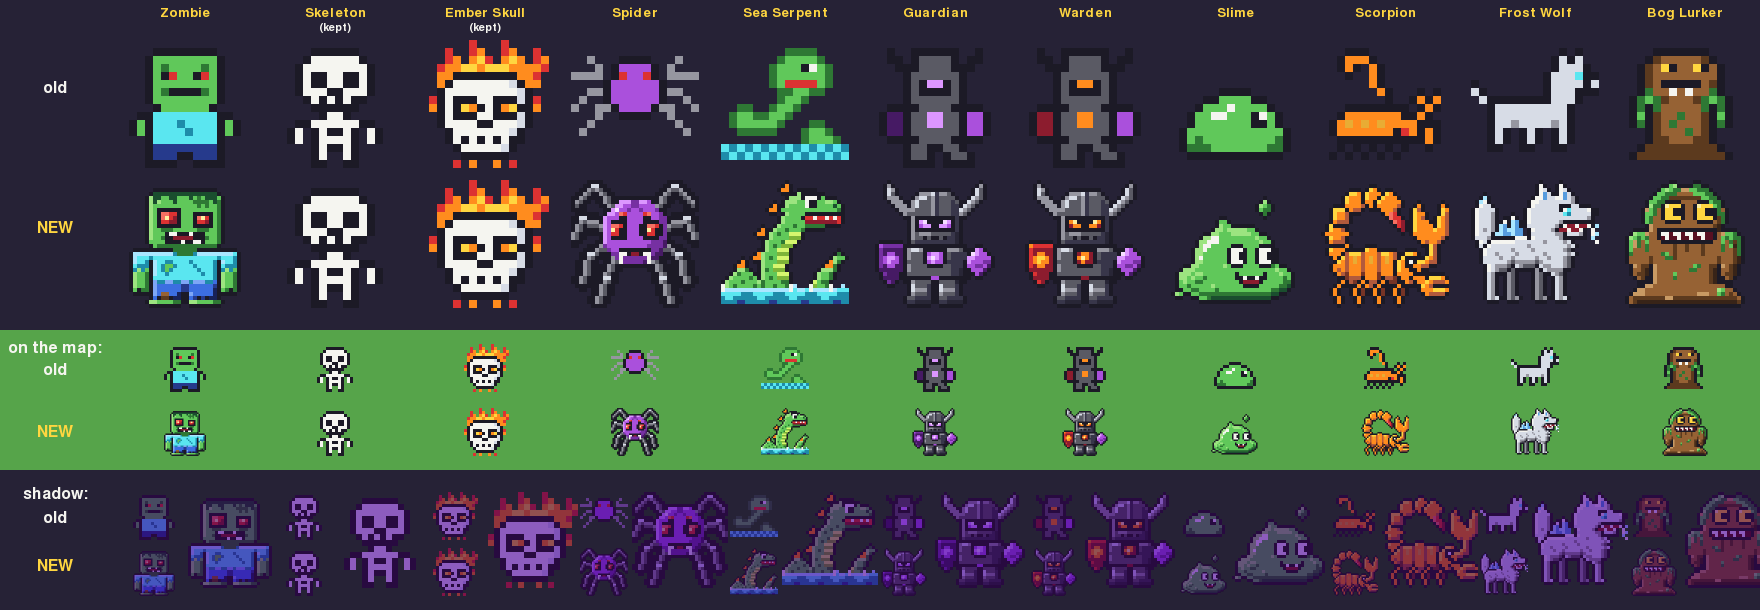 Zombie Skeleton Ember Skull Spider Sea Serpent Guardian Warden Slime Scorpion Frost Wolf Bog Lurker
(kept) (kept)
old
NEW
on the map:
old
NEW
shadow:
old
NEW